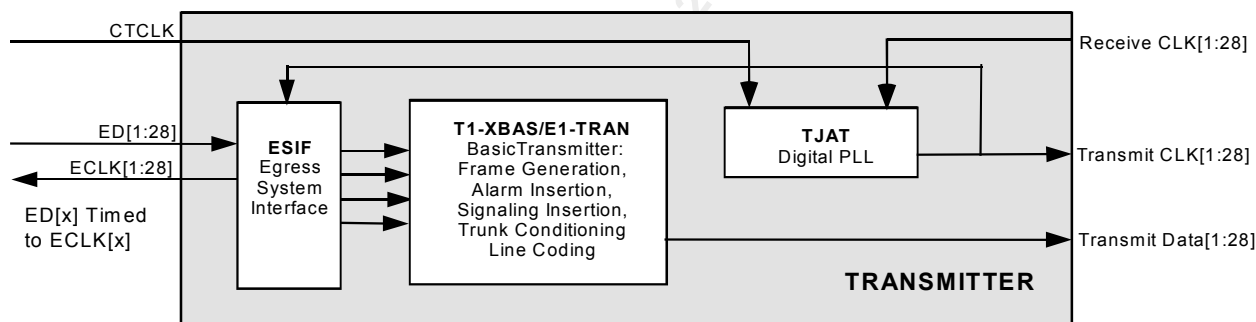 CTCLK
Receive CLK[1:28]
ED[1:28]
ESIF
Egress
System
Interface
T1-XBAS/E1-TRAN
BasicTransmitter:
Frame Generation,
Alarm Insertion,
Signaling Insertion,
Trunk Conditioning
Line Coding
TJAT
Digital PLL
Transmit CLK[1:28]
ECLK[1:28]
ED[x] Timed
to ECLK[x]
Transmit Data[1:28]
TRANSMITTER